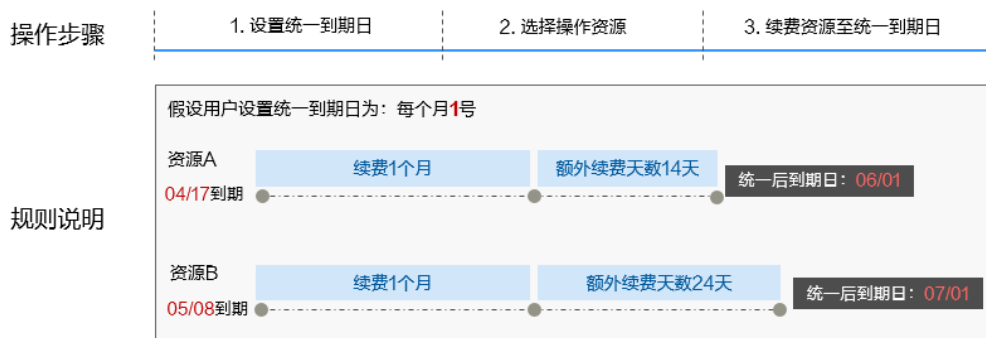 操作步骤
1. 设置统一到期日
2. 选择操作资源
3. 续费资源至统一到期日
规则说明
假设用户设置统一到期日为：每个月1号
资源A
04/17到期
续费1个月
额外续费天数14天
统一后到期日：06/01
资源B
05/08到期
续费1个月
额外续费天数24天
统一后到期日：07/01